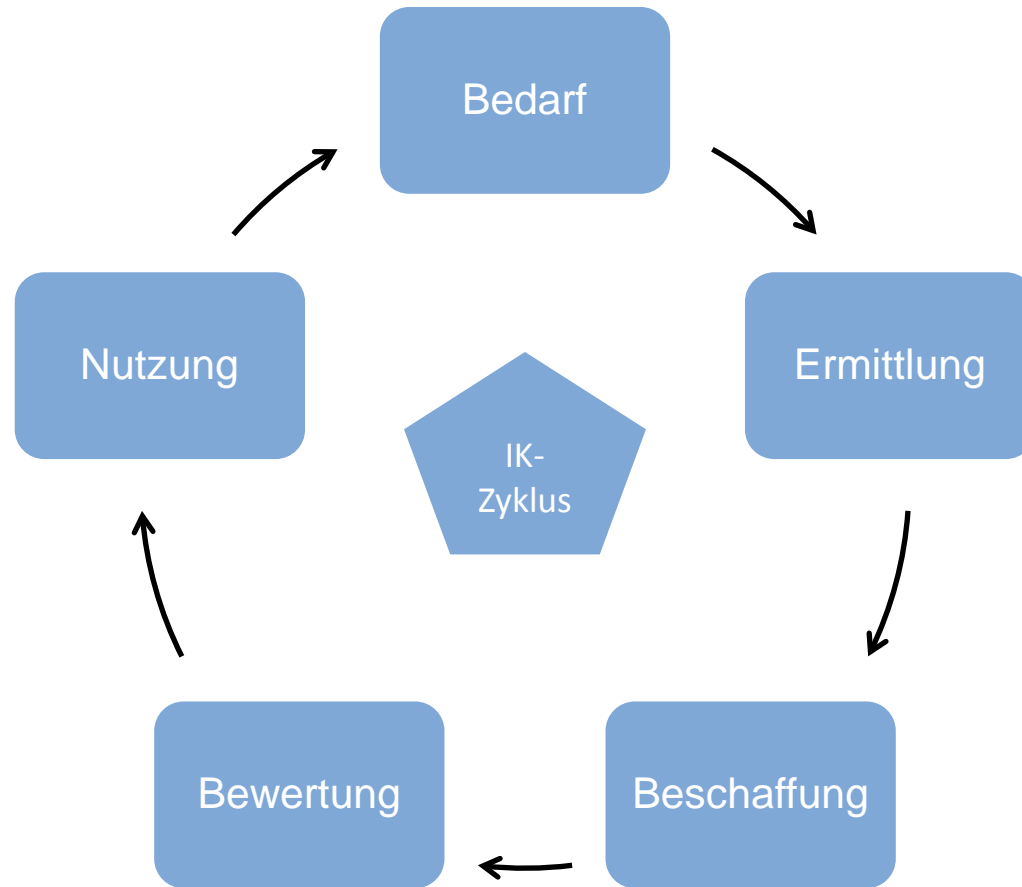 Bedarf
Nutzung
Ermittlung
IK-
Zyklus
Bewertung
Beschaffung